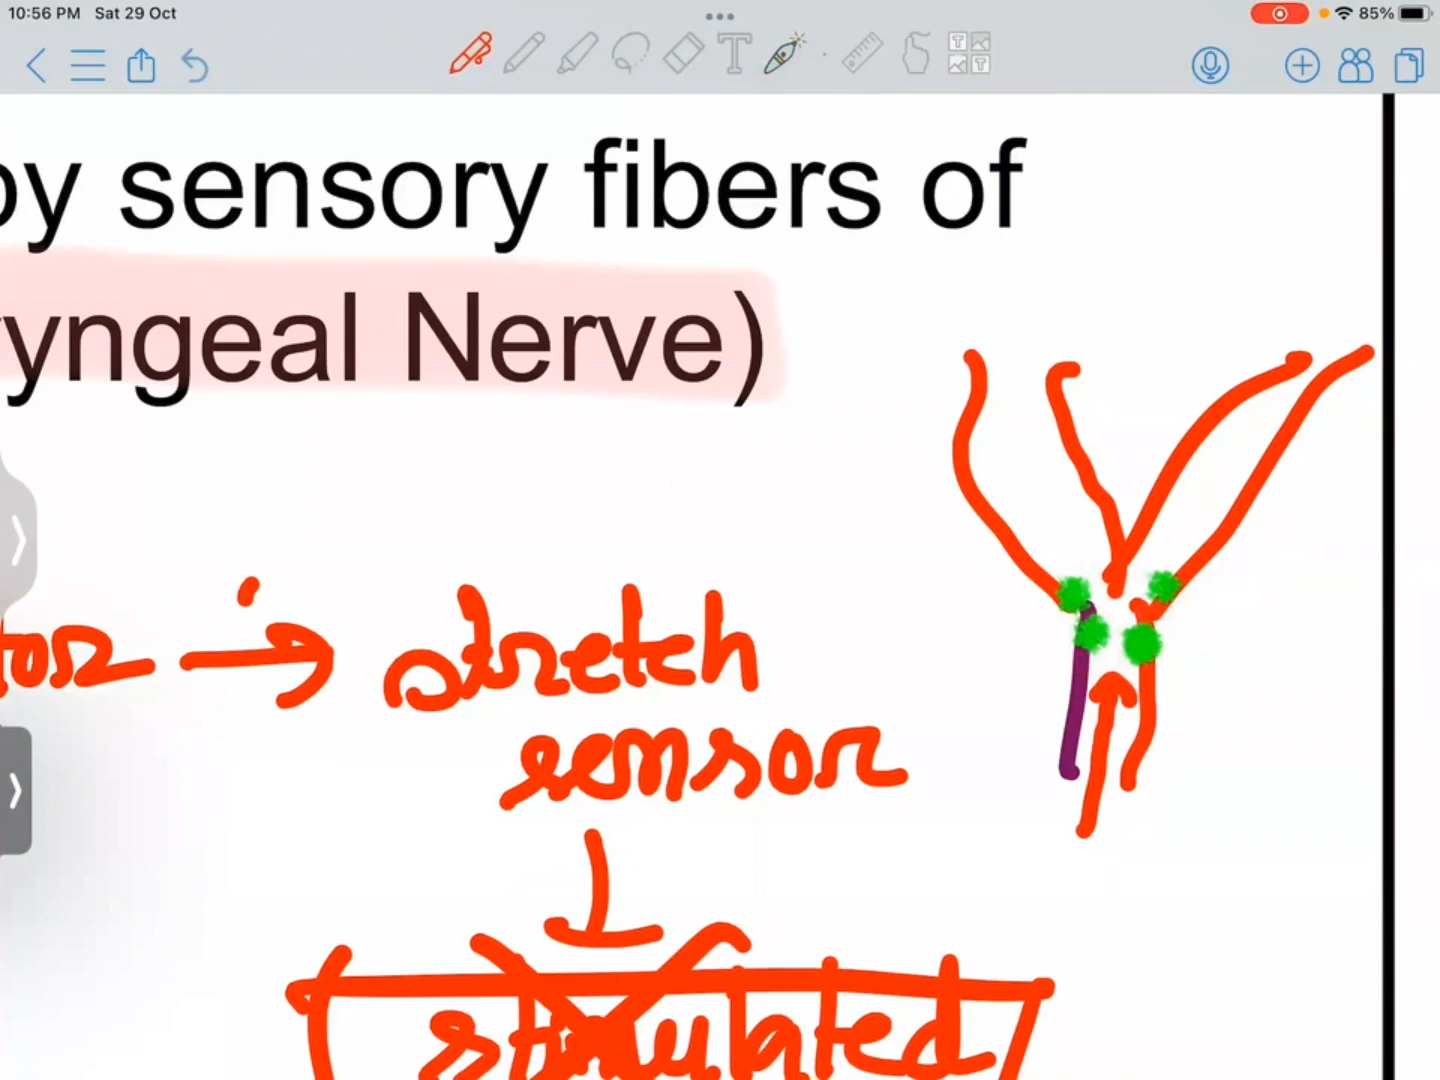 10:56 PM Sat 29 Oct
85%
by sensory fibers of
yngeal Nerve)
tor → stretch
sensor
stimulated